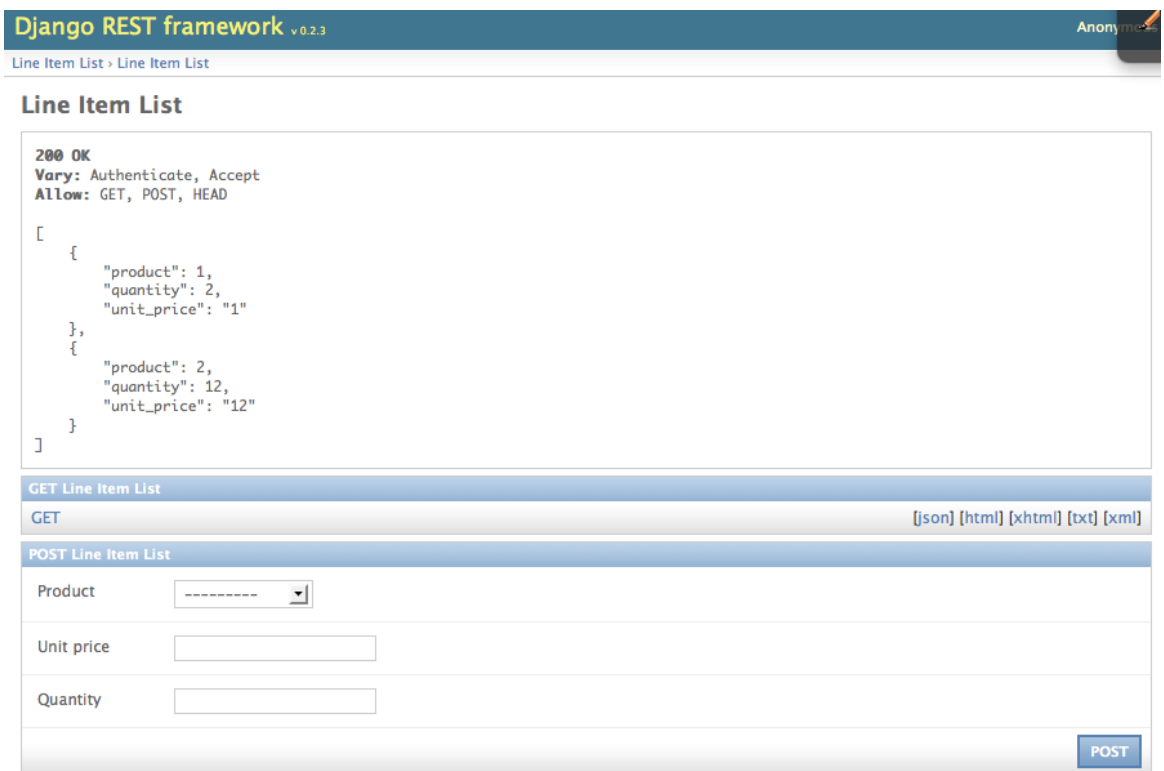 Django REST framework v 0.2.3
Anonymous
Line Item List › Line Item List
Line Item List
200 OK
Vary: Authenticate, Accept
Allow: GET, POST, HEAD
[
    {
        "product": 1,
        "quantity": 2,
        "unit_price": "1"
    },
    {
        "product": 2,
        "quantity": 12,
        "unit_price": "12"
    }
]
GET Line Item List
GET [json] [html] [xhtml] [txt] [xml]
POST Line Item List
Product ---------
Unit price
Quantity
POST